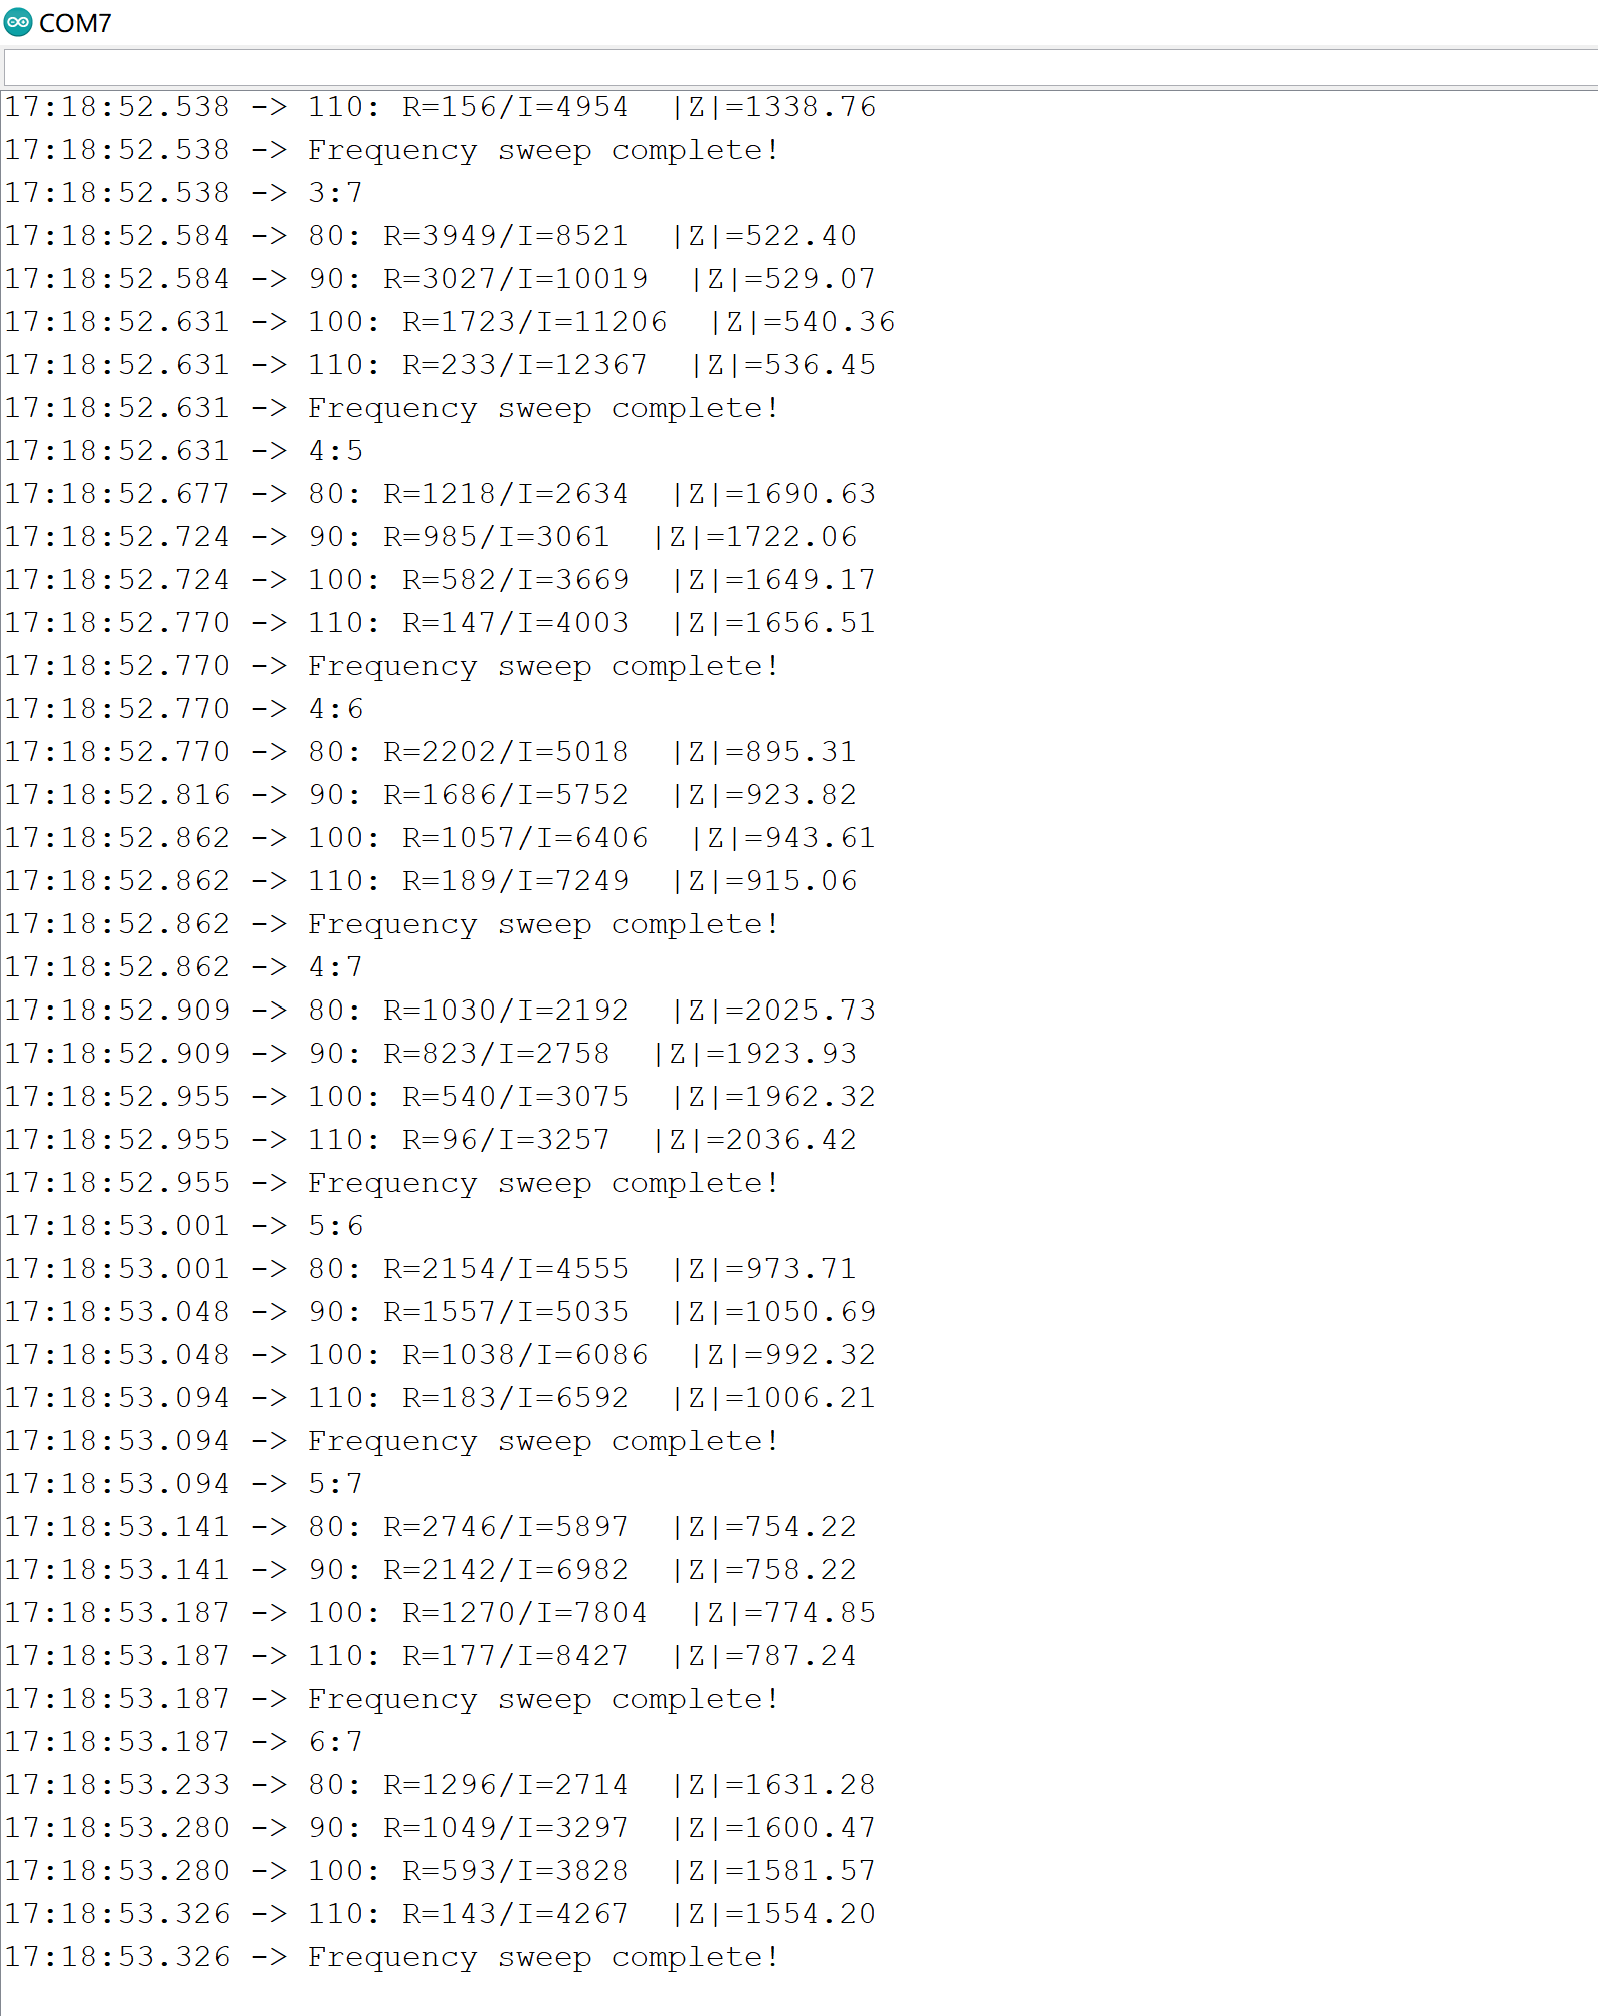 COM7
17:18:52.538 -> 110: R=156/I=4954  |Z|=1338.76
17:18:52.538 -> Frequency sweep complete!
17:18:52.538 -> 3:7
17:18:52.584 -> 80: R=3949/I=8521  |Z|=522.40
17:18:52.584 -> 90: R=3027/I=10019  |Z|=529.07
17:18:52.631 -> 100: R=1723/I=11206  |Z|=540.36
17:18:52.631 -> 110: R=233/I=12367  |Z|=536.45
17:18:52.631 -> Frequency sweep complete!
17:18:52.631 -> 4:5
17:18:52.677 -> 80: R=1218/I=2634  |Z|=1690.63
17:18:52.724 -> 90: R=985/I=3061  |Z|=1722.06
17:18:52.724 -> 100: R=582/I=3669  |Z|=1649.17
17:18:52.770 -> 110: R=147/I=4003  |Z|=1656.51
17:18:52.770 -> Frequency sweep complete!
17:18:52.770 -> 4:6
17:18:52.770 -> 80: R=2202/I=5018  |Z|=895.31
17:18:52.816 -> 90: R=1686/I=5752  |Z|=923.82
17:18:52.862 -> 100: R=1057/I=6406  |Z|=943.61
17:18:52.862 -> 110: R=189/I=7249  |Z|=915.06
17:18:52.862 -> Frequency sweep complete!
17:18:52.862 -> 4:7
17:18:52.909 -> 80: R=1030/I=2192  |Z|=2025.73
17:18:52.909 -> 90: R=823/I=2758  |Z|=1923.93
17:18:52.955 -> 100: R=540/I=3075  |Z|=1962.32
17:18:52.955 -> 110: R=96/I=3257  |Z|=2036.42
17:18:52.955 -> Frequency sweep complete!
17:18:53.001 -> 5:6
17:18:53.001 -> 80: R=2154/I=4555  |Z|=973.71
17:18:53.048 -> 90: R=1557/I=5035  |Z|=1050.69
17:18:53.048 -> 100: R=1038/I=6086  |Z|=992.32
17:18:53.094 -> 110: R=183/I=6592  |Z|=1006.21
17:18:53.094 -> Frequency sweep complete!
17:18:53.094 -> 5:7
17:18:53.141 -> 80: R=2746/I=5897  |Z|=754.22
17:18:53.141 -> 90: R=2142/I=6982  |Z|=758.22
17:18:53.187 -> 100: R=1270/I=7804  |Z|=774.85
17:18:53.187 -> 110: R=177/I=8427  |Z|=787.24
17:18:53.187 -> Frequency sweep complete!
17:18:53.187 -> 6:7
17:18:53.233 -> 80: R=1296/I=2714  |Z|=1631.28
17:18:53.280 -> 90: R=1049/I=3297  |Z|=1600.47
17:18:53.280 -> 100: R=593/I=3828  |Z|=1581.57
17:18:53.326 -> 110: R=143/I=4267  |Z|=1554.20
17:18:53.326 -> Frequency sweep complete!